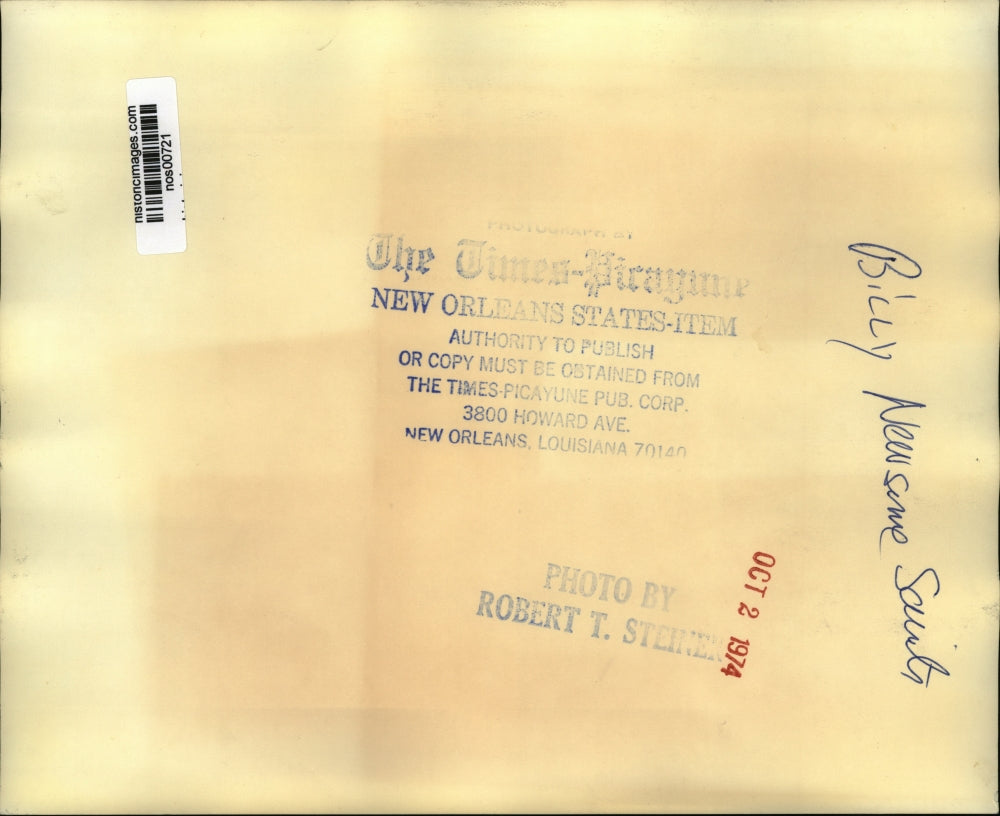 historicimages.com
nos00721
PHOTOGRAPH BY
The Times-Picayune
NEW ORLEANS STATES-ITEM
AUTHORITY TO PUBLISH
OR COPY MUST BE OBTAINED FROM
THE TIMES-PICAYUNE PUB. CORP.
3800 HOWARD AVE.
NEW ORLEANS, LOUISIANA 70140
PHOTO BY
ROBERT T. STEINER
OCT 2 1974
Billy Newsome Saints